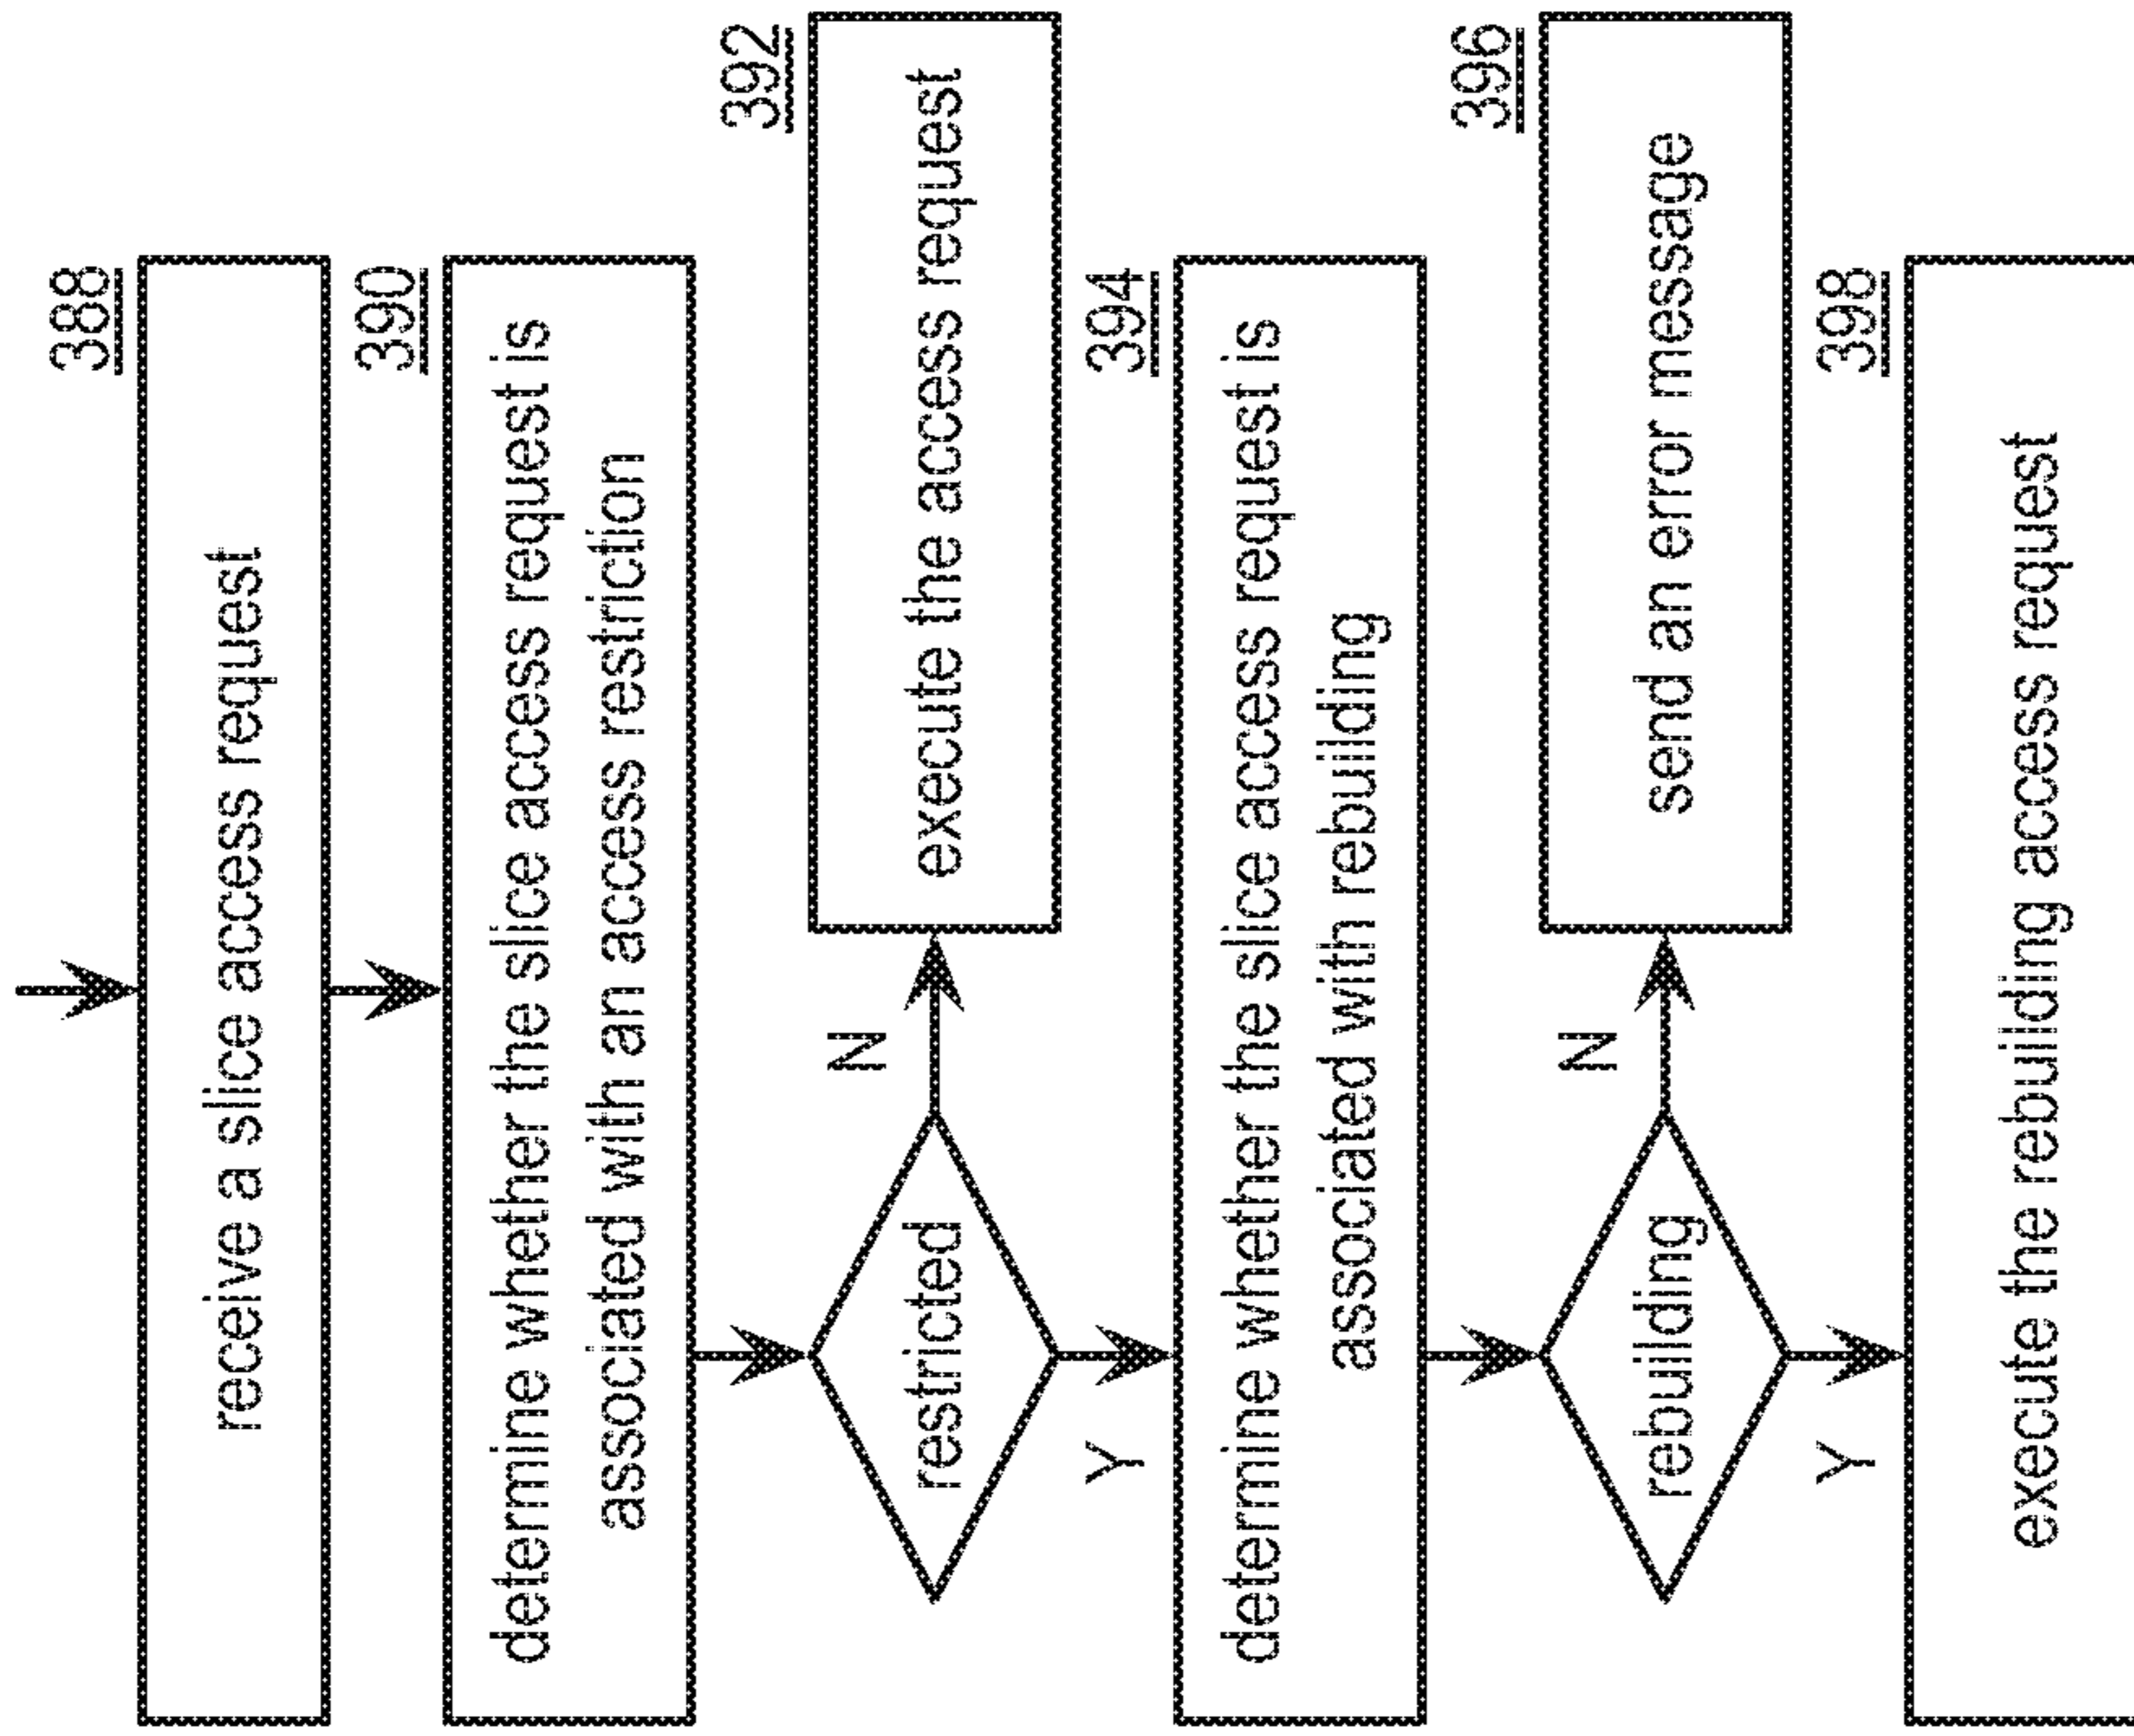 388
receive a slice access request
390
determine whether the slice access request is
associated with an access restriction
restricted
N
392
execute the access request
Y
394
determine whether the slice access request is
associated with rebuilding
rebuilding
N
396
send an error message
Y
398
execute the rebuilding access request